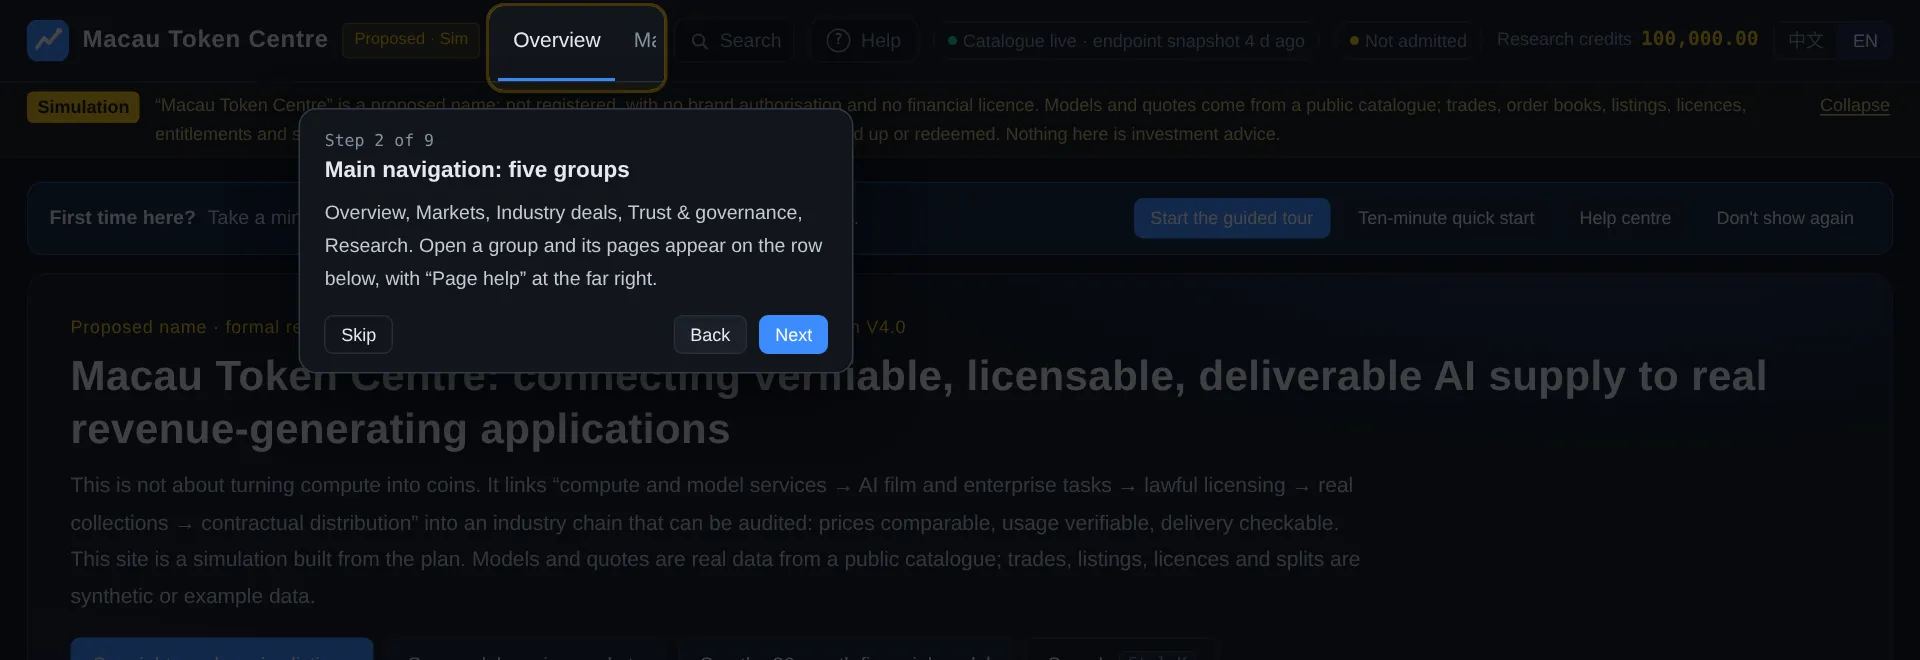 Macau Token Centre
Proposed · Sim
Overview
Ma
Search
Help
Catalogue live · endpoint snapshot 4 d ago
Not admitted
Research credits 100,000.00
中文
EN
Simulation
“Macau Token Centre” is a proposed name: not registered, with no brand authorisation and no financial licence. Models and quotes come from a public catalogue; trades, order books, listings, licences,
entitlements and s
d up or redeemed. Nothing here is investment advice.
Collapse
Step 2 of 9
Main navigation: five groups
Overview, Markets, Industry deals, Trust & governance,
Research. Open a group and its pages appear on the row
below, with “Page help” at the far right.
Skip
Back
Next
First time here? Take a min
Start the guided tour
Ten-minute quick start
Help centre
Don't show again
Proposed name · formal re
n V4.0
Macau Token Centre: connecting verifiable, licensable, deliverable AI supply to real
revenue-generating applications
This is not about turning compute into coins. It links “compute and model services → AI film and enterprise tasks → lawful licensing → real
collections → contractual distribution” into an industry chain that can be audited: prices comparable, usage verifiable, delivery checkable.
This site is a simulation built from the plan. Models and quotes are real data from a public catalogue; trades, listings, licences and splits are
synthetic or example data.